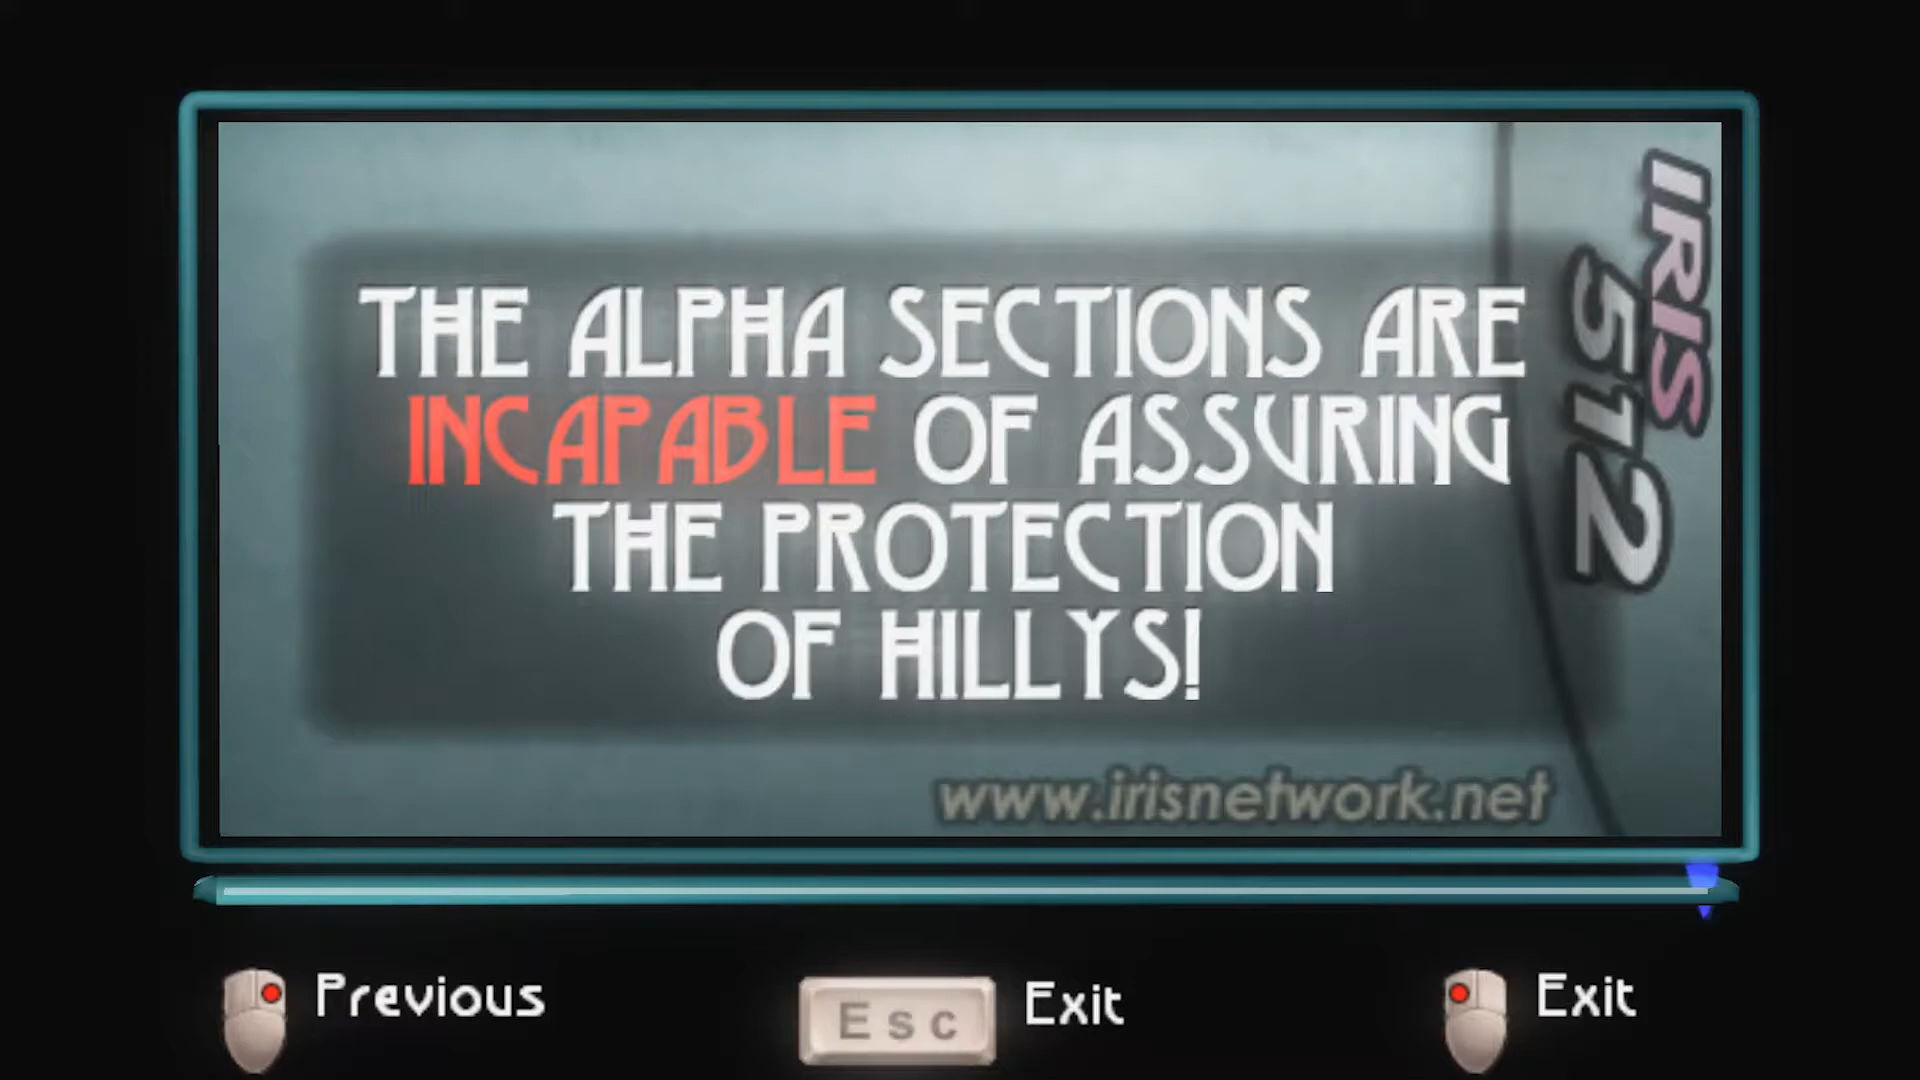 THE ALPHA SECTIONS ARE
INCAPABLE OF ASSURING
THE PROTECTION
OF HILLYS!
IRIS
512
www.irisnetwork.net
Previous
Esc
Exit
Exit